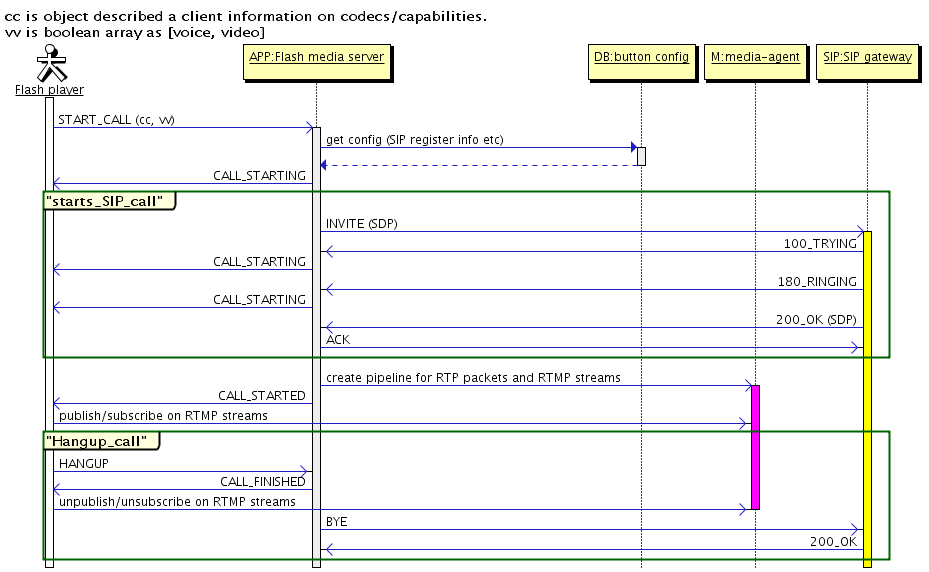 cc is object described a client information on codecs/capabilities.
vv is boolean array as [voice, video]
Flash player
APP:Flash media server
DB:button config
M:media-agent
SIP:SIP gateway
START_CALL (cc, vv)
get config (SIP register info etc)
CALL_STARTING
"starts_SIP_call"
INVITE (SDP)
100_TRYING
CALL_STARTING
180_RINGING
CALL_STARTING
200_OK (SDP)
ACK
create pipeline for RTP packets and RTMP streams
CALL_STARTED
publish/subscribe on RTMP streams
"Hangup_call"
HANGUP
CALL_FINISHED
unpublish/unsubscribe on RTMP streams
BYE
200_OK